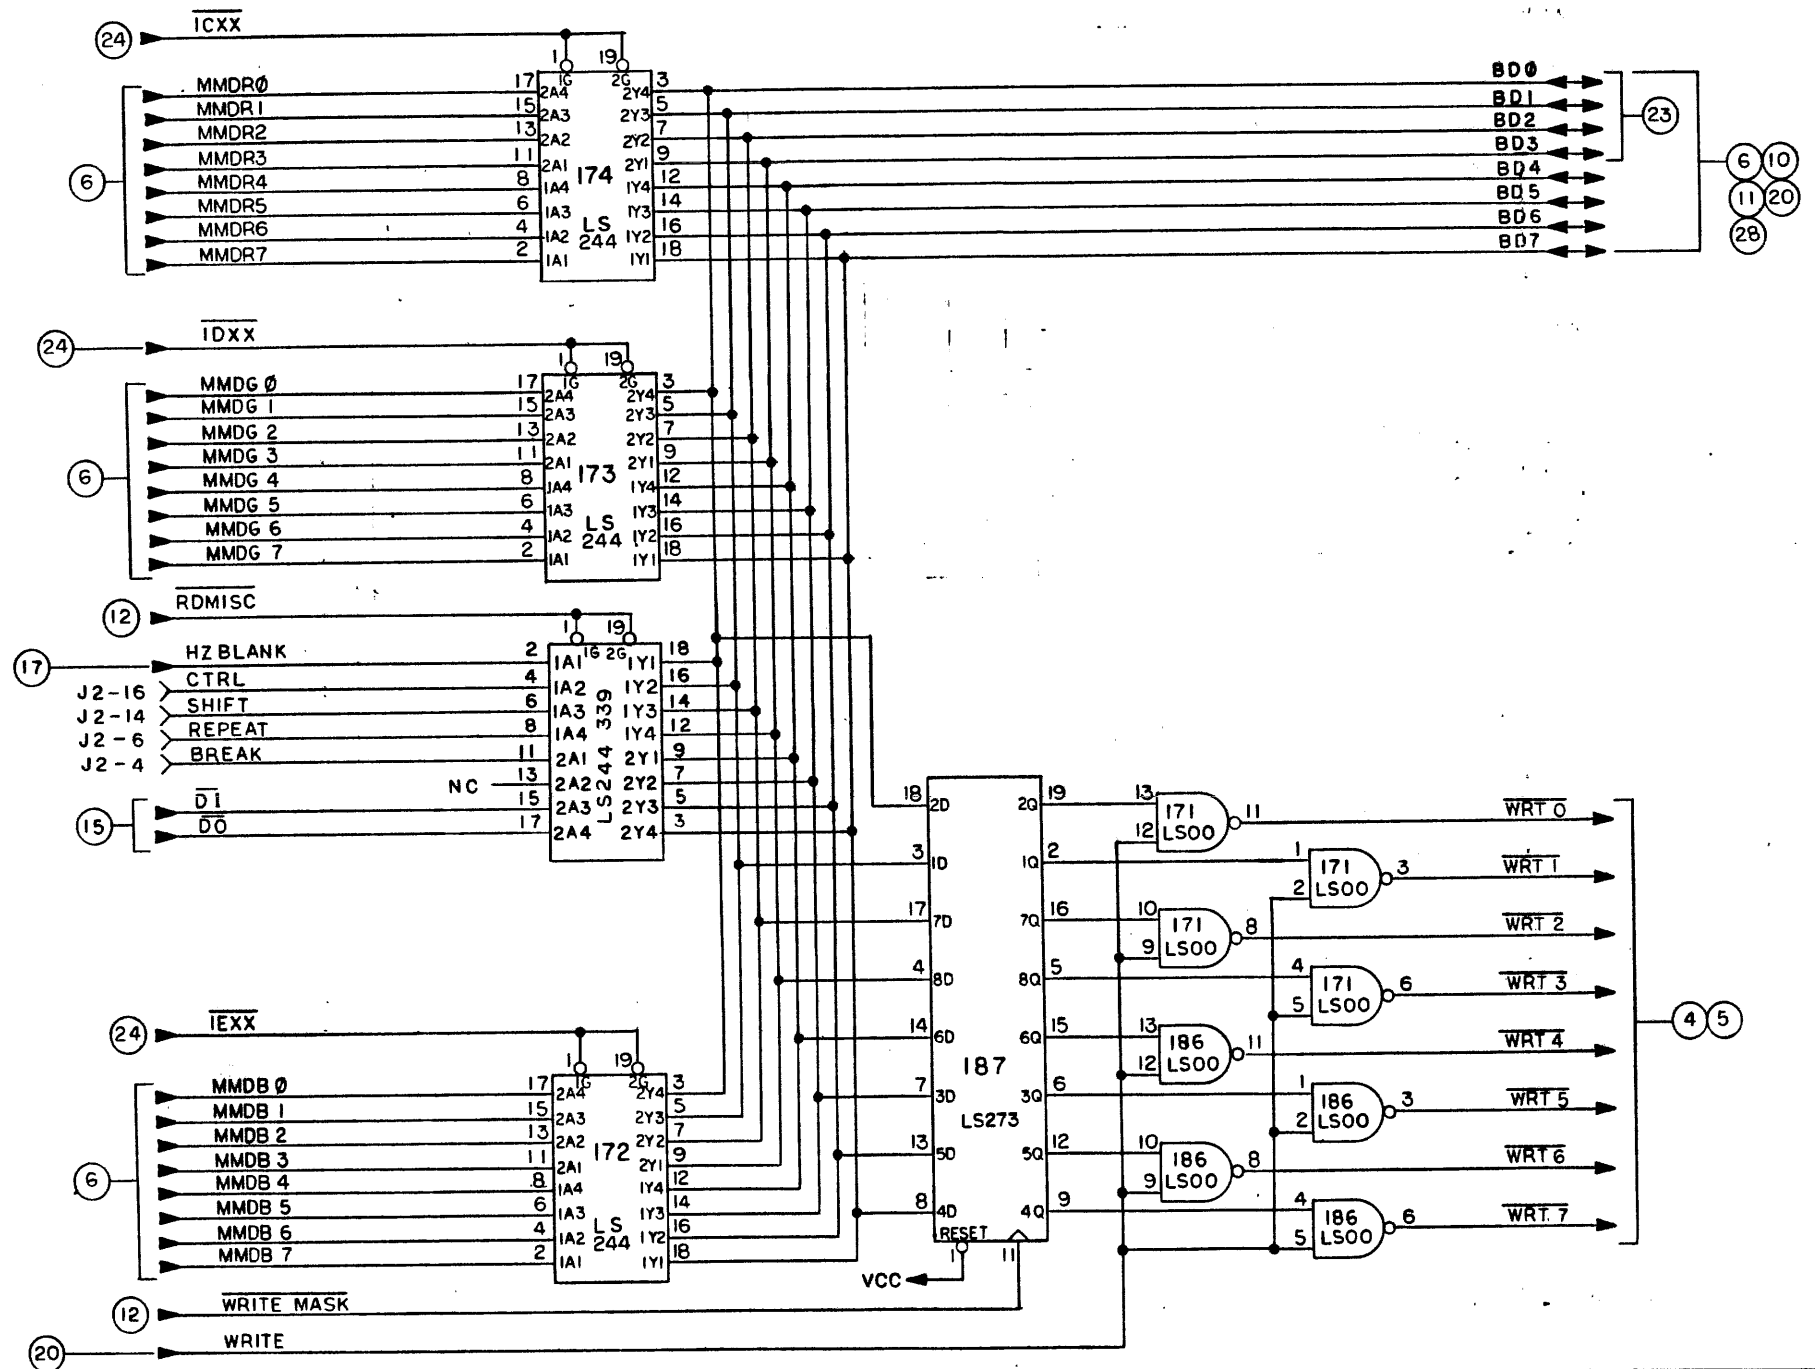 24 ICXX
6
MMDRØ 17 2A4
MMDR1 15 2A3
MMDR2 13 2A2
MMDR3 11 2A1
MMDR4 8 1A4
MMDR5 6 1A3
MMDR6 4 1A2
MMDR7 2 1A1
1 1G 19 2G
174
LS
244
2Y4 3
2Y3 5
2Y2 7
2Y1 9
1Y4 12
1Y3 14
1Y2 16
1Y1 18
BDØ
BD1
BD2
BD3
BD4
BD5
BD6
BD7
23
6 10
11 20
28
24 IDXX
6
MMDG Ø 17 2A4
MMDG 1 15 2A3
MMDG 2 13 2A2
MMDG 3 11 2A1
MMDG 4 8 1A4
MMDG 5 6 1A3
MMDG 6 4 1A2
MMDG 7 2 1A1
1 1G 19 2G
173
LS
244
2Y4 3
2Y3 5
2Y2 7
2Y1 9
1Y4 12
1Y3 14
1Y2 16
1Y1 18
12 RDMISC
17 HZ BLANK 2 1A1
J2-16 CTRL 4 1A2
J2-14 SHIFT 6 1A3
J2-6 REPEAT 8 1A4
J2-4 BREAK 11 2A1
NC 13 2A2
15
D1 15 2A3
DO 17 2A4
1 1G 19 2G
LS244 339
1Y1 18
1Y2 16
1Y3 14
1Y4 12
2Y1 9
2Y2 7
2Y3 5
2Y4 3
24 IEXX
6
MMDB Ø 17 2A4
MMDB 1 15 2A3
MMDB 2 13 2A2
MMDB 3 11 2A1
MMDB 4 8 1A4
MMDB 5 6 1A3
MMDB 6 4 1A2
MMDB 7 2 1A1
1 1G 19 2G
172
LS
244
2Y4 3
2Y3 5
2Y2 7
2Y1 9
1Y4 12
1Y3 14
1Y2 16
1Y1 18
18 2D 2Q 19
3 1D 1Q 2
17 7D 7Q 16
4 8D 8Q 5
14 6D 6Q 15
7 3D 3Q 6
13 5D 5Q 12
8 4D 4Q 9
187
LS273
RESET
1 11
VCC
13 12 171 LS00 11 WRT 0
1 2 171 LS00 3 WRT 1
10 9 171 LS00 8 WRT 2
4 5 171 LS00 6 WRT 3
13 12 186 LS00 11 WRT 4
1 2 186 LS00 3 WRT 5
10 9 186 LS00 8 WRT 6
4 5 186 LS00 6 WRT 7
4 5
12 WRITE MASK
20 WRITE